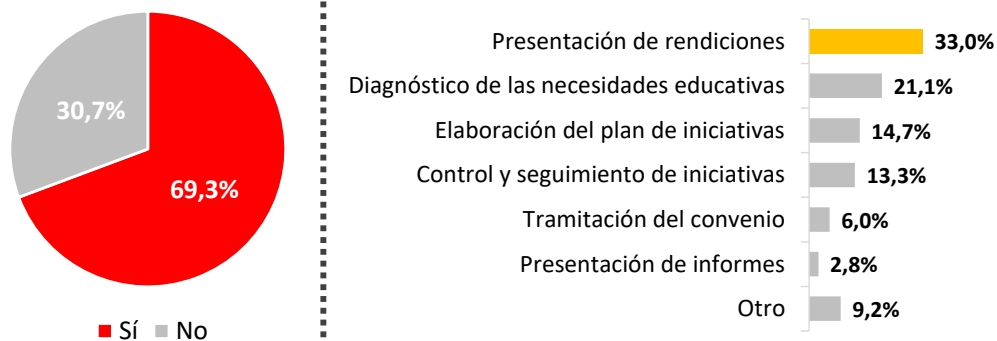 30,7%
69,3%
Sí No
Presentación de rendiciones 33,0%
Diagnóstico de las necesidades educativas 21,1%
Elaboración del plan de iniciativas 14,7%
Control y seguimiento de iniciativas 13,3%
Tramitación del convenio 6,0%
Presentación de informes 2,8%
Otro 9,2%